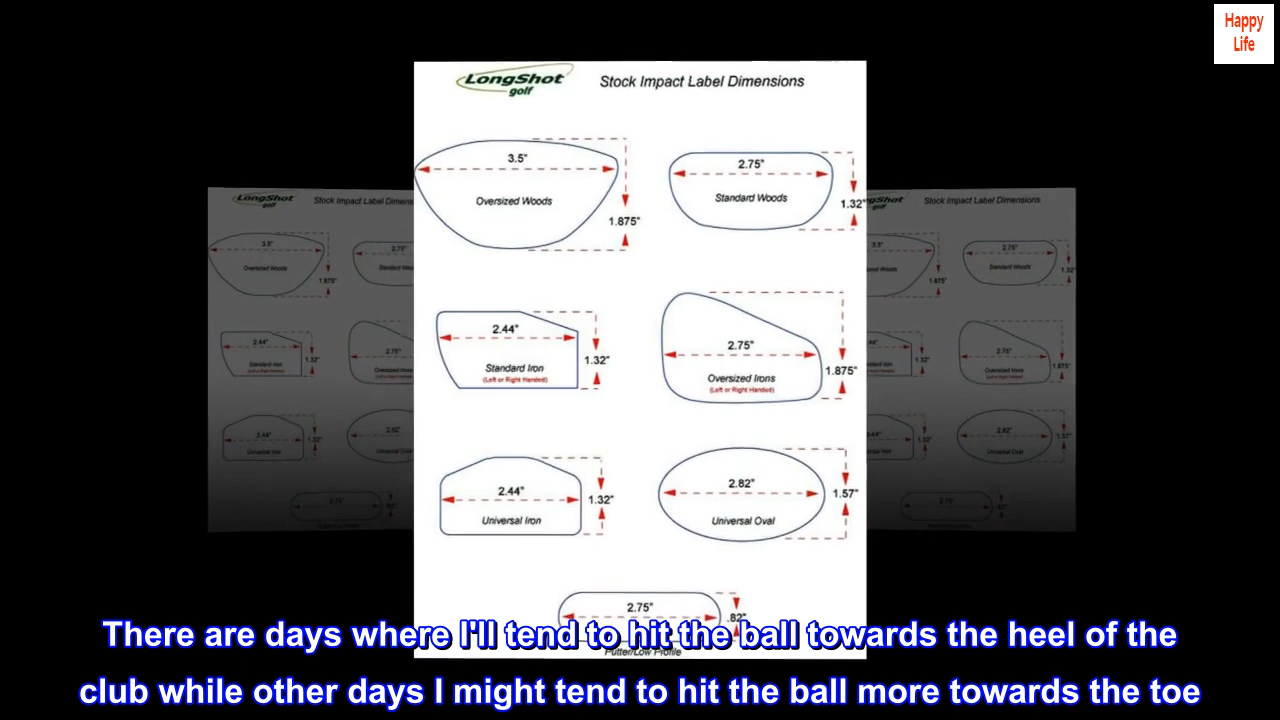 Happy
Life
LongShot
golf
Stock Impact Label Dimensions
3.5"
Oversized Woods
1.875"
2.75"
Standard Woods
1.32"
2.44"
Standard Iron
(Left or Right Handed)
1.32"
2.75"
Oversized Irons
(Left or Right Handed)
1.875"
2.44"
Universal Iron
1.32"
2.82"
Universal Oval
1.57"
2.75"
.82"
Putter/Low Profile
There are days where I'll tend to hit the ball towards the heel of the
club while other days I might tend to hit the ball more towards the toe